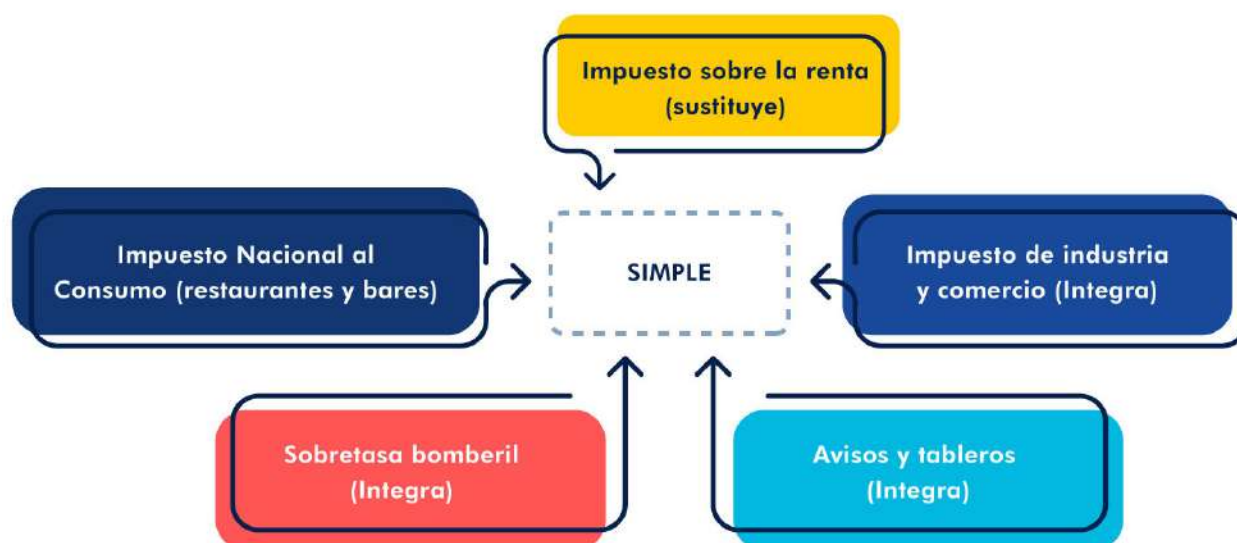 Impuesto sobre la renta
(sustituye)
Impuesto Nacional al
Consumo (restaurantes y bares)
SIMPLE
Impuesto de industria
y comercio (Integra)
Sobretasa bomberil
(Integra)
Avisos y tableros
(Integra)